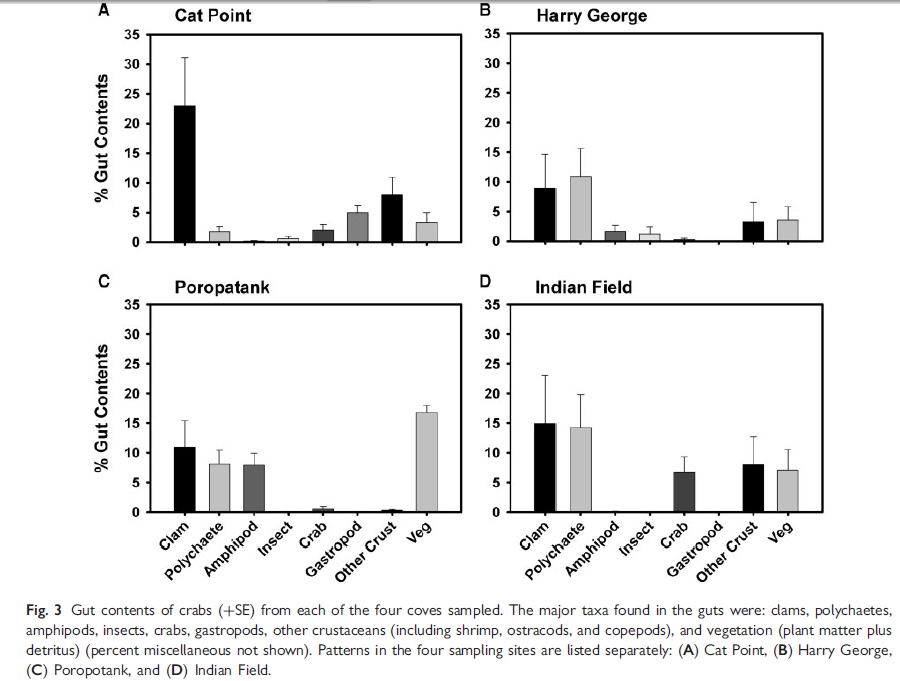 A Cat Point
B Harry George
35
30
25
20
15
10
5
0
% Gut Contents
35
30
25
20
15
10
5
0
C Poropatank
D Indian Field
35
30
25
20
15
10
5
0
% Gut Contents
35
30
25
20
15
10
5
0
Clam
Polychaete
Amphipod
Insect
Crab
Gastropod
Other Crust
Veg
Clam
Polychaete
Amphipod
Insect
Crab
Gastropod
Other Crust
Veg
Fig. 3 Gut contents of crabs (+SE) from each of the four coves sampled. The major taxa found in the guts were: clams, polychaetes,
amphipods, insects, crabs, gastropods, other crustaceans (including shrimp, ostracods, and copepods), and vegetation (plant matter plus
detritus) (percent miscellaneous not shown). Patterns in the four sampling sites are listed separately: (A) Cat Point, (B) Harry George,
(C) Poropotank, and (D) Indian Field.